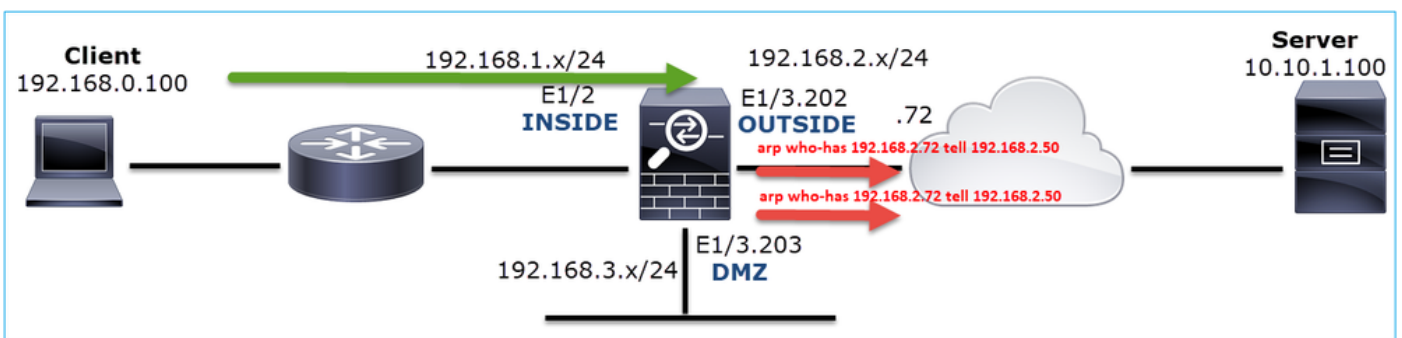 Client
192.168.0.100
192.168.1.x/24
E1/2
INSIDE
192.168.2.x/24
E1/3.202
OUTSIDE
.72
arp who-has 192.168.2.72 tell 192.168.2.50
arp who-has 192.168.2.72 tell 192.168.2.50
Server
10.10.1.100
192.168.3.x/24
E1/3.203
DMZ